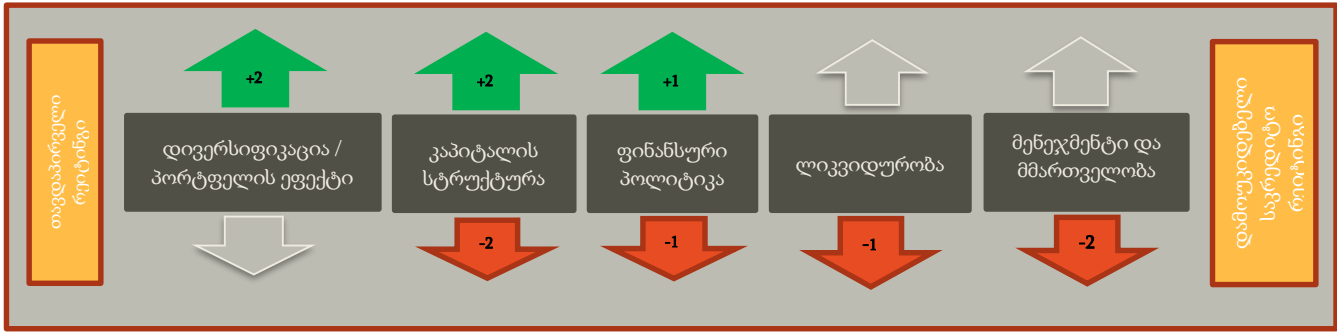 თავდაპირველი
რეიტინგი
+2
დივერსიფიკაცია /
პორტფელის ეფექტი
+2
კაპიტალის
სტრუქტურა
-2
+1
ფინანსური
პოლიტიკა
-1
ლიკვიდურობა
-1
მენეჯმენტი და
მმართველობა
-2
დამოუკიდებელი
საკრედიტო
რეიტინგი